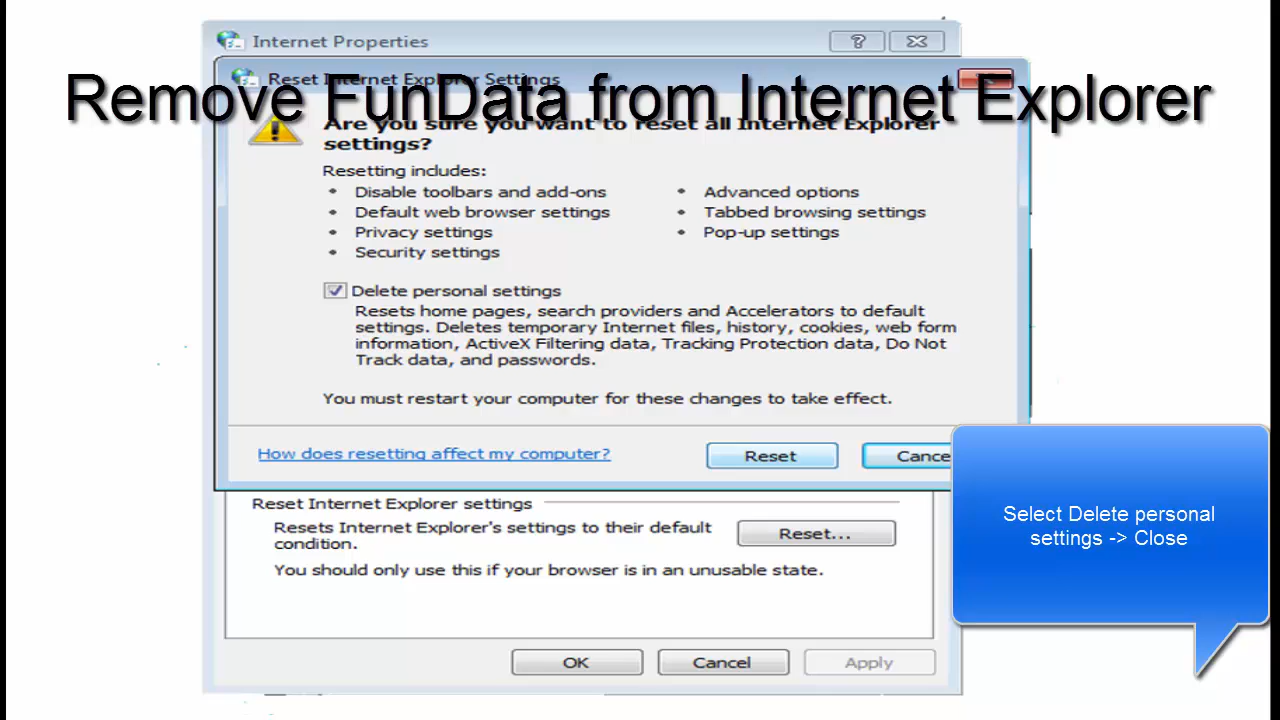 Internet Properties
Reset Internet Explorer Settings
Remove FunData from Internet Explorer
Are you sure you want to reset all Internet Explorer
settings?
Resetting includes:
• Disable toolbars and add-ons
• Default web browser settings
• Privacy settings
• Security settings
• Advanced options
• Tabbed browsing settings
• Pop-up settings
Delete personal settings
Resets home pages, search providers and Accelerators to default
settings. Deletes temporary Internet files, history, cookies, web form
information, ActiveX Filtering data, Tracking Protection data, Do Not
Track data, and passwords.
You must restart your computer for these changes to take effect.
How does resetting affect my computer?
Reset
Cance
Select Delete personal
settings -> Close
Reset Internet Explorer settings
Resets Internet Explorer's settings to their default
condition.
Reset...
You should only use this if your browser is in an unusable state.
OK
Cancel
Apply